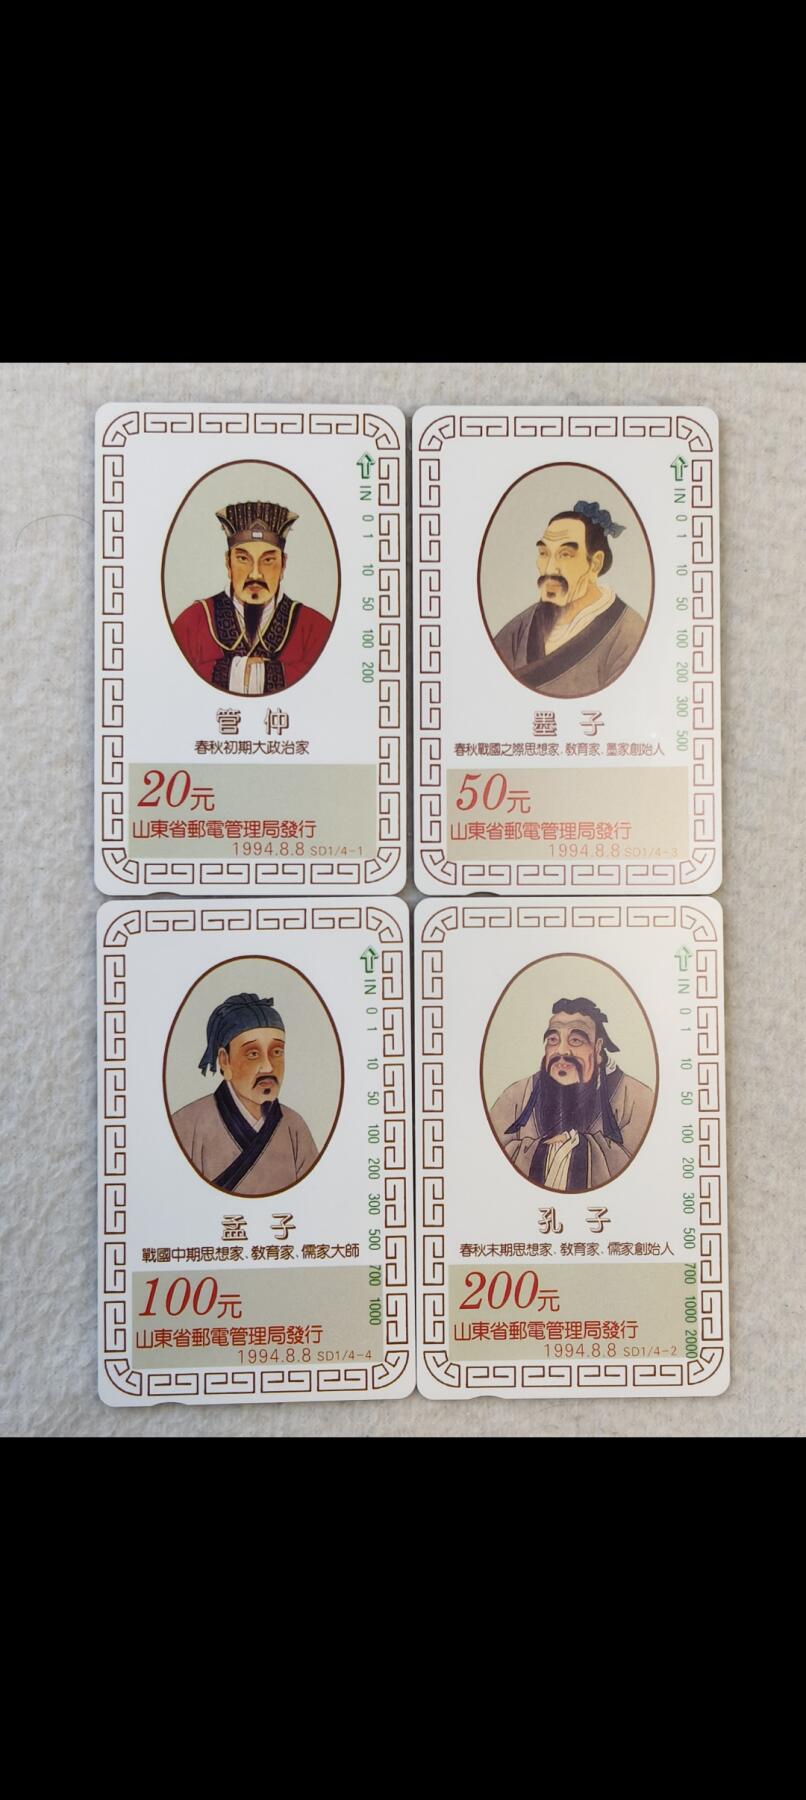 IN 0 1 10 50 100 200
管仲
春秋初期大政治家
20元
山東省郵電管理局發行
1994.8.8 SD1/4-1
IN 0 1 10 50 100 200 300 500
墨子
春秋戰國之際思想家、教育家、墨家創始人
50元
山東省郵電管理局發行
1994.8.8 SD1/4-3
IN 0 1 10 50 100 200 300 500 700 1000
孟子
戰國中期思想家、教育家、儒家大師
100元
山東省郵電管理局發行
1994.8.8 SD1/4-4
IN 0 1 10 50 100 200 300 500 700 1000 2000
孔子
春秋末期思想家、教育家、儒家創始人
200元
山東省郵電管理局發行
1994.8.8 SD1/4-2